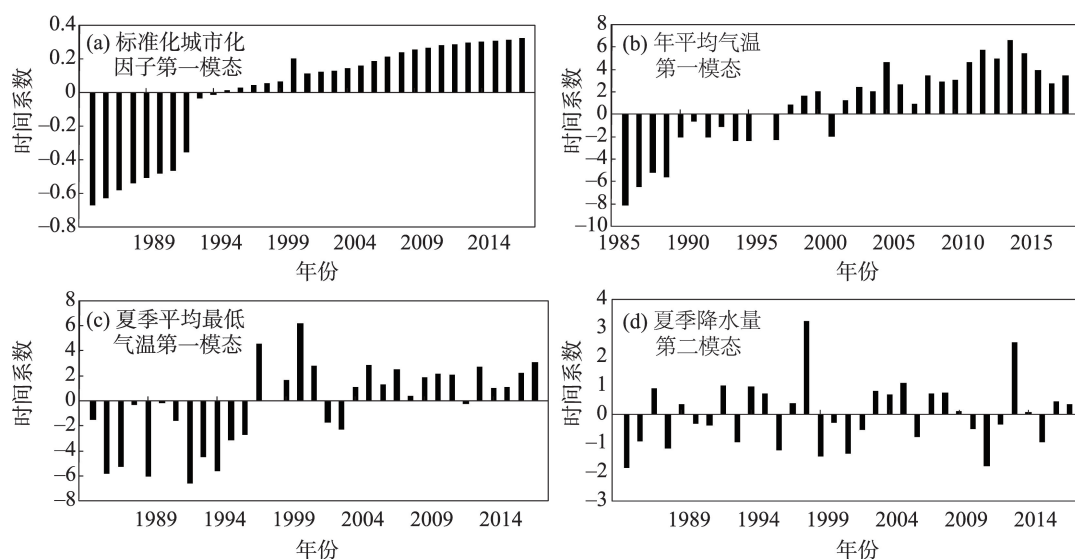 (a) 标准化城市化
因子第一模态
时间系数
0.4
0.2
0
−0.2
−0.4
−0.6
−0.8
1989 1994 1999 2004 2009 2014
年份
(b) 年平均气温
第一模态
时间系数
8
6
4
2
0
−2
−4
−6
−8
−10
1985 1990 1995 2000 2005 2010 2015
年份
(c) 夏季平均最低
气温第一模态
时间系数
8
6
4
2
0
−2
−4
−6
−8
1989 1994 1999 2004 2009 2014
年份
(d) 夏季降水量
第二模态
时间系数
4
3
2
1
0
−1
−2
−3
1989 1994 1999 2004 2009 2014
年份